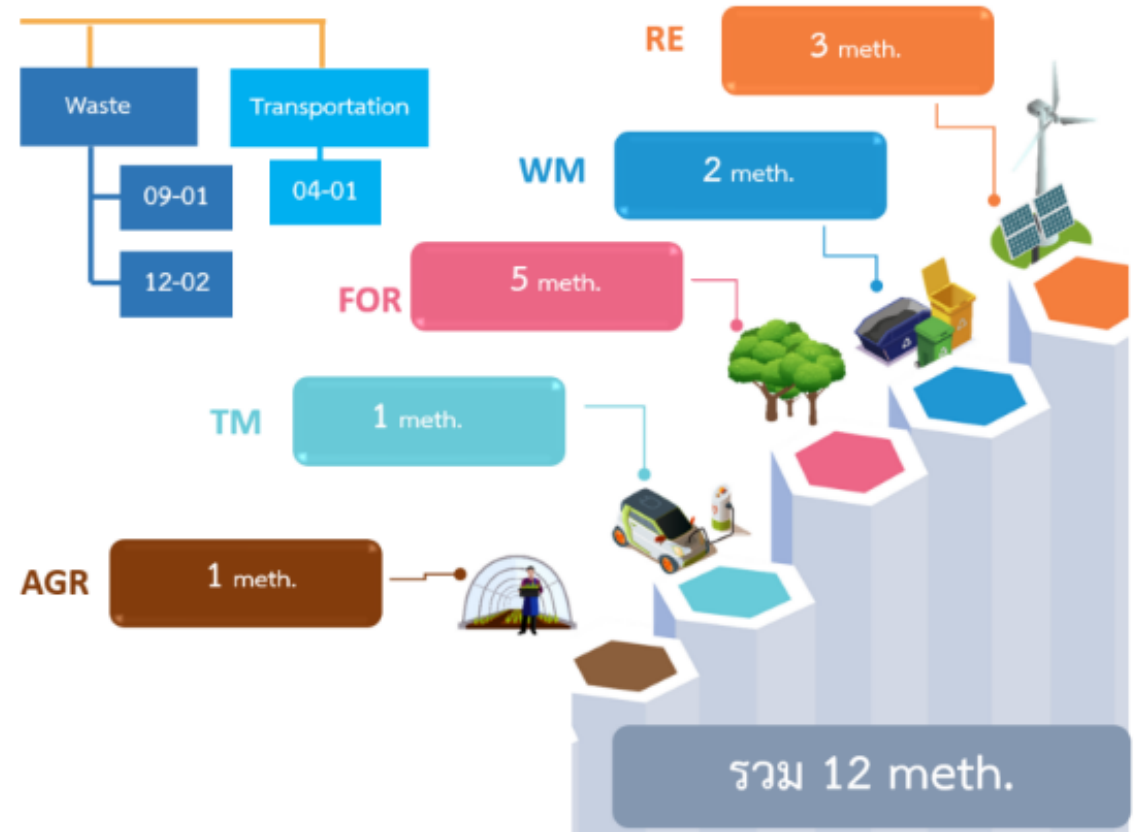 Waste
Transportation
09-01
04-01
12-02
RE
3 meth.
WM
2 meth.
FOR
5 meth.
TM
1 meth.
AGR
1 meth.
รวม 12 meth.